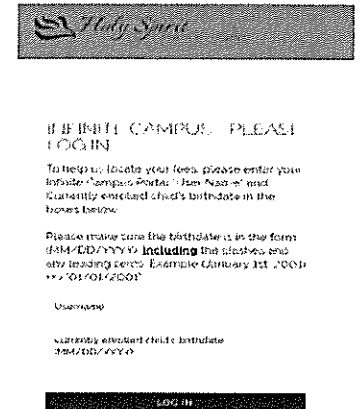 Holy Spirit
INFINITE CAMPUS - PLEASE
LOG IN
To help us locate your fees, please enter your
Infinite Campus Portal "User Name" and
Currently enrolled child's birthdate in the
boxes below.
Please make sure the birthdate is in the form
MM/DD/YYYY including the slashes and
any leading zeros. Example (January 1st, 2001)
"01/01/2001"
Username
currently enrolled child's birthdate
MM/DD/YYYY
LOG IN